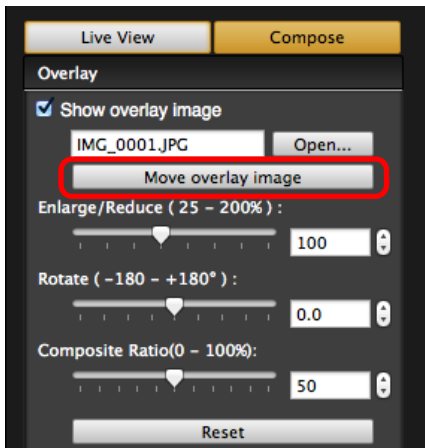 Live View Compose
Overlay
Show overlay image
IMG_0001.JPG Open...
Move overlay image
Enlarge/Reduce ( 25 – 200% ) :
100
Rotate ( -180 – +180° ) :
0.0
Composite Ratio(0 – 100%):
50
Reset